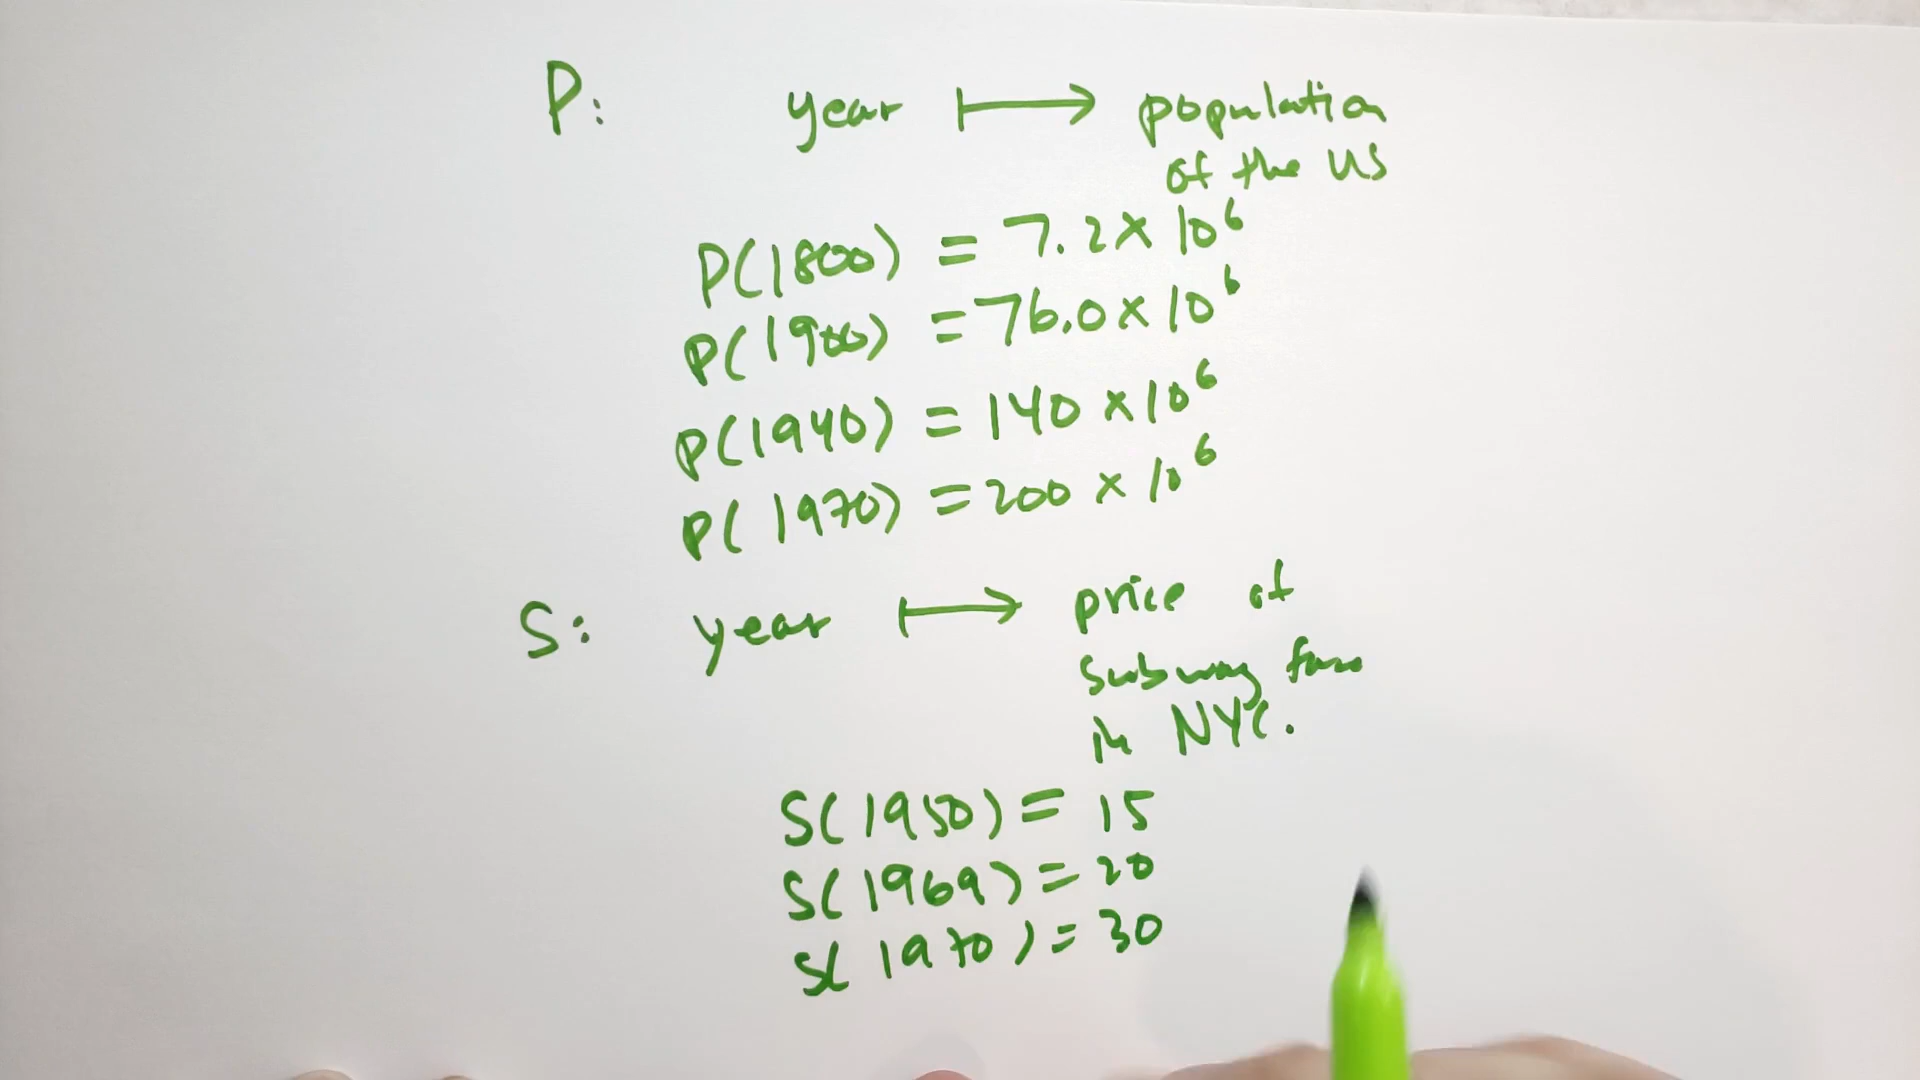 P: year ↦ population
of the US
P(1800) = 7.2 × 10⁶
P(1900) = 76.0 × 10⁶
P(1940) = 140 × 10⁶
P(1970) = 200 × 10⁶
S: year ↦ price of
subway fare
in NYC.
S(1950) = 15
S(1969) = 20
S(1970) = 30